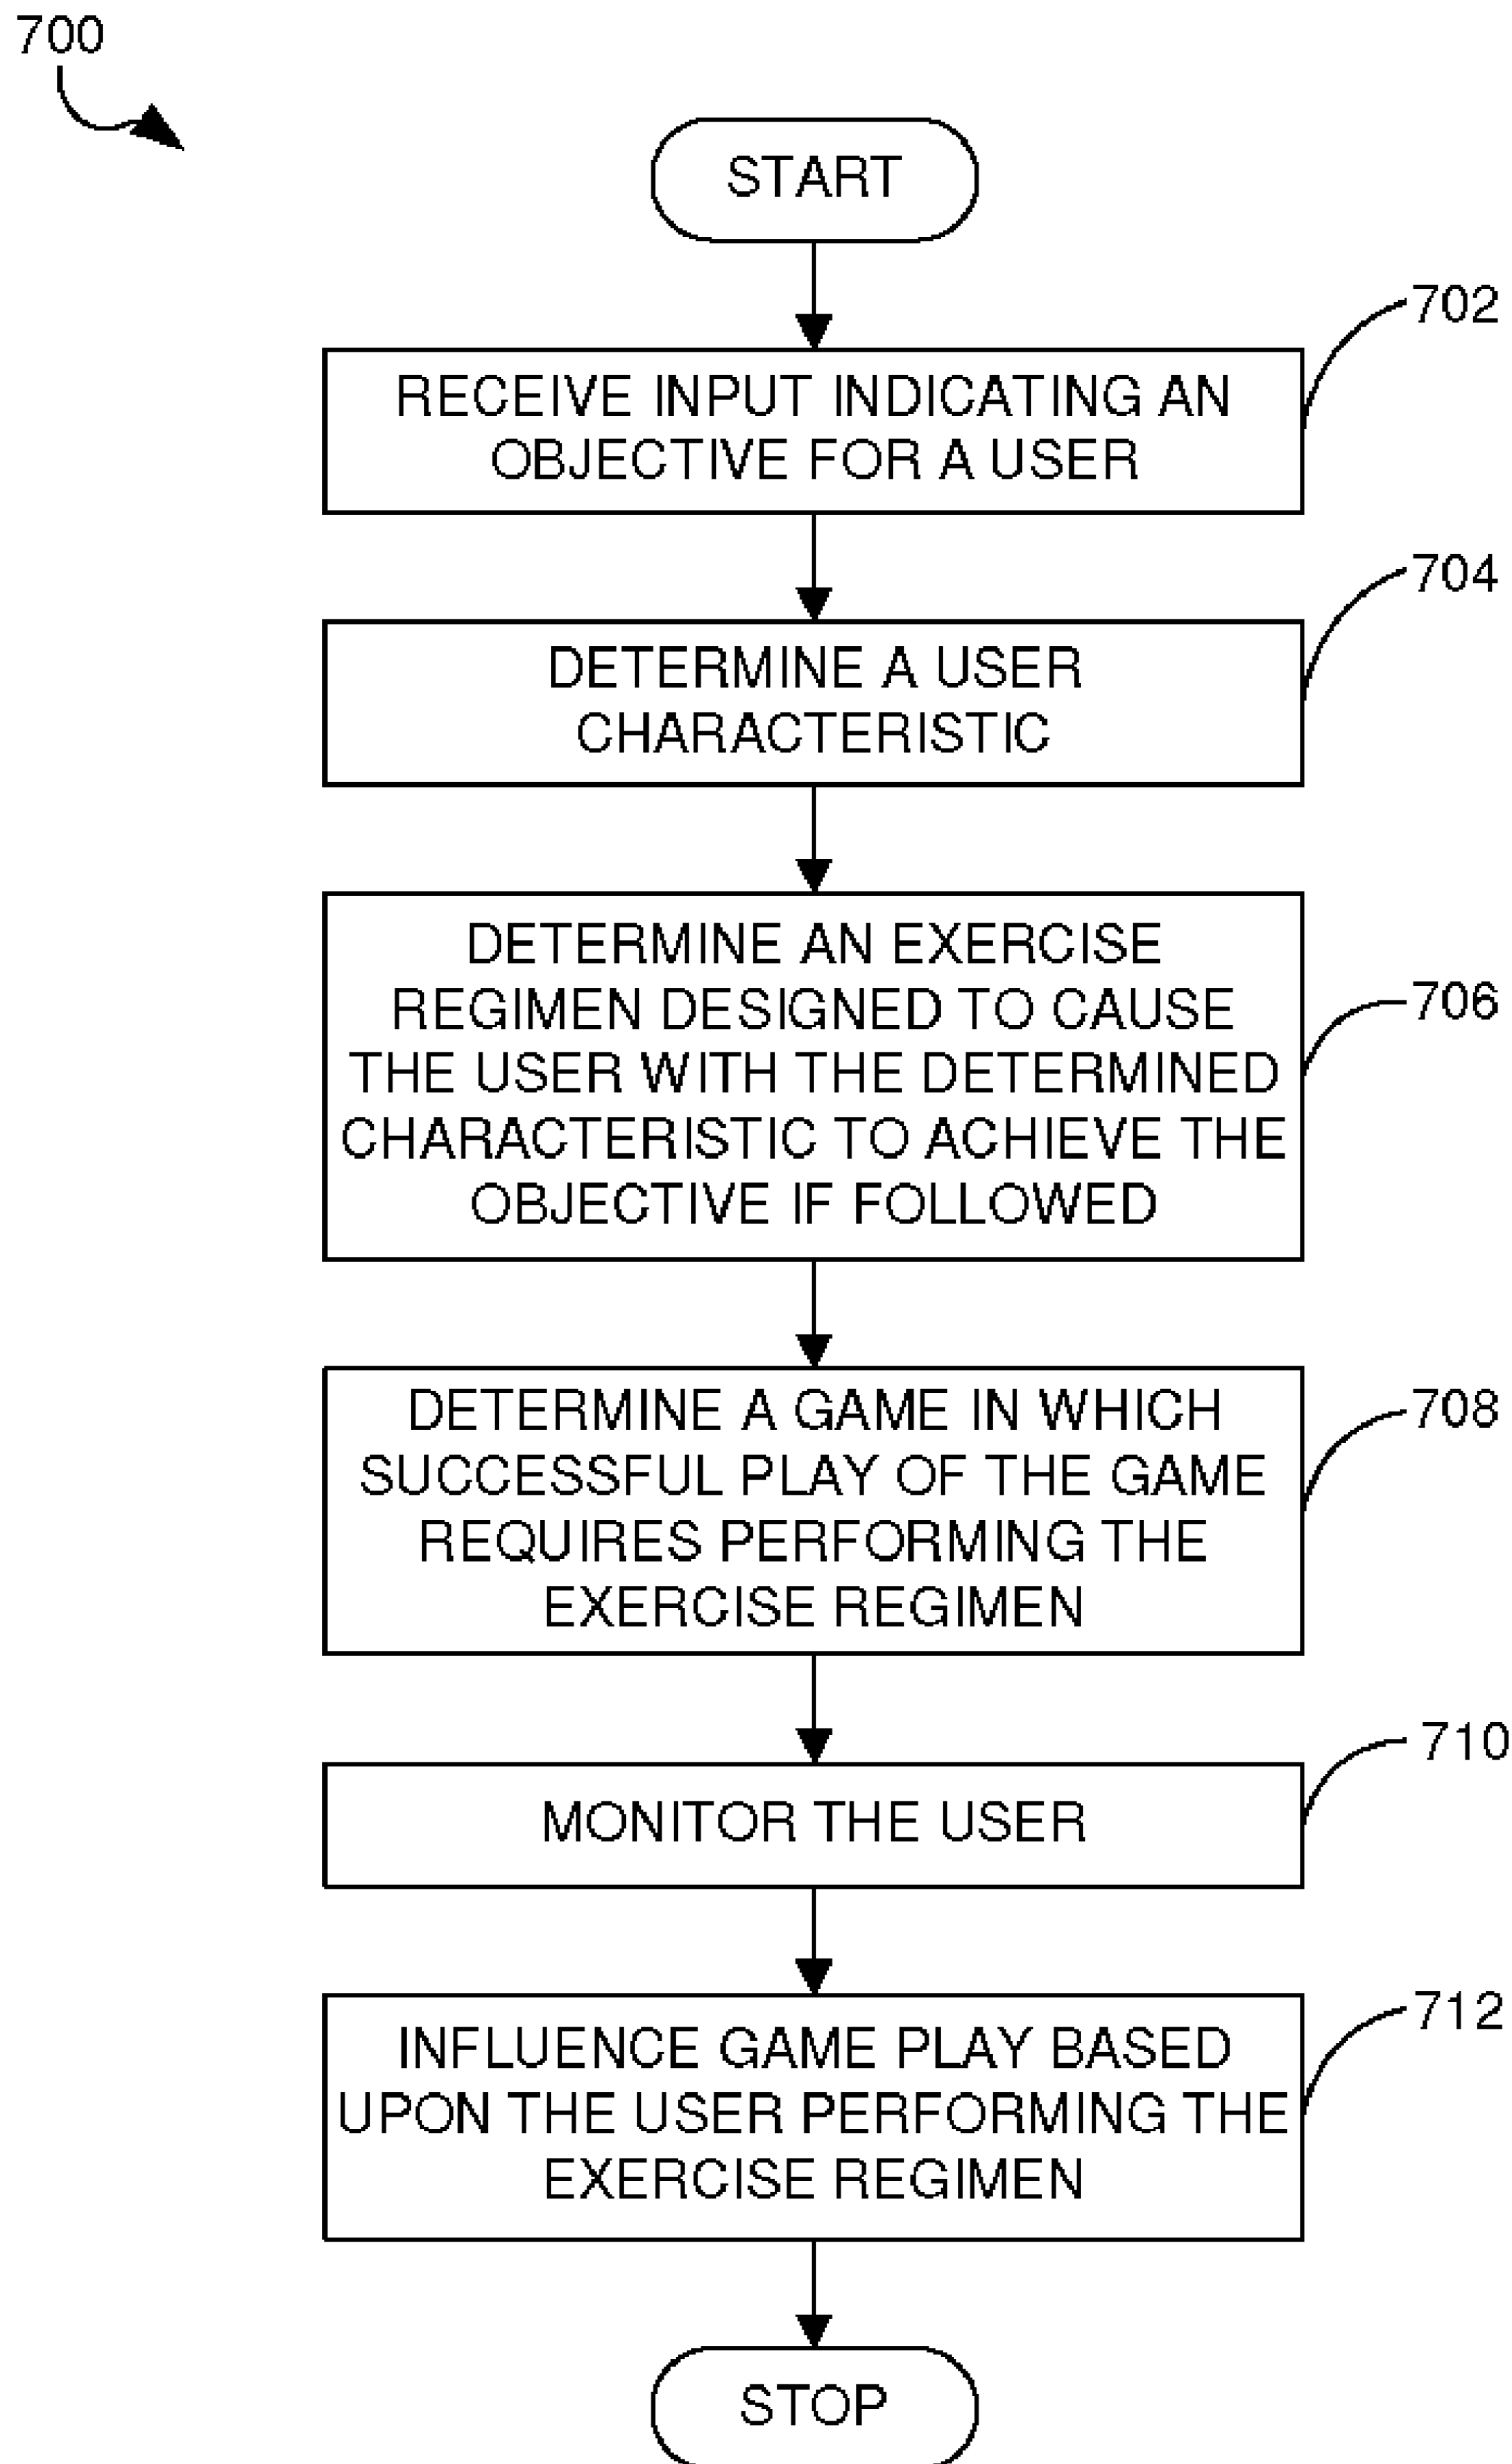 700
START
702
RECEIVE INPUT INDICATING AN
OBJECTIVE FOR A USER
704
DETERMINE A USER
CHARACTERISTIC
DETERMINE AN EXERCISE
REGIMEN DESIGNED TO CAUSE
706
THE USER WITH THE DETERMINED
CHARACTERISTIC TO ACHIEVE THE
OBJECTIVE IF FOLLOWED
708
DETERMINE A GAME IN WHICH
SUCCESSFUL PLAY OF THE GAME
REQUIRES PERFORMING THE
EXERCISE REGIMEN
710
MONITOR THE USER
712
INFLUENCE GAME PLAY BASED
UPON THE USER PERFORMING THE
EXERCISE REGIMEN
STOP